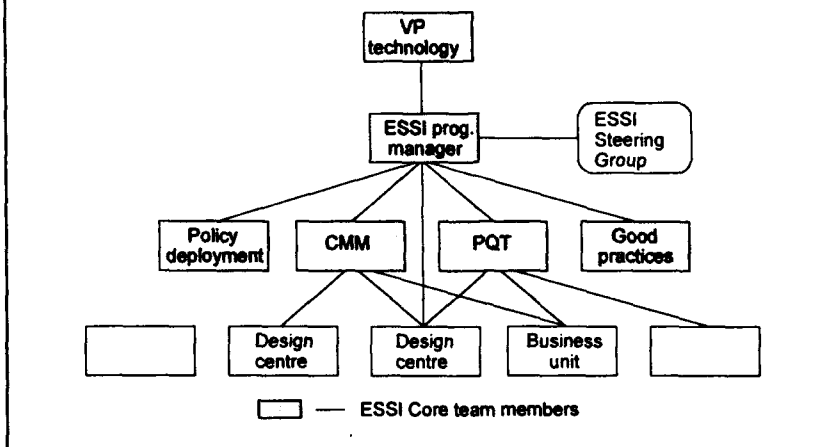 VP
technology
ESSI prog.
manager
ESSI
Steering
Group
Policy
deployment
CMM
PQT
Good
practices
Design
centre
Design
centre
Business
unit
— ESSI Core team members